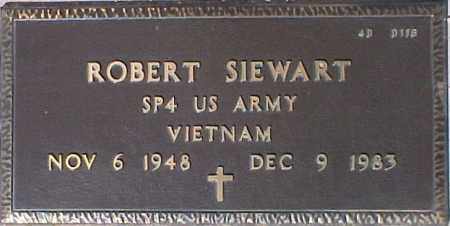 ROBERT SIEWART
SP4 US ARMY
VIETNAM
NOV 6 1948 DEC 9 1983